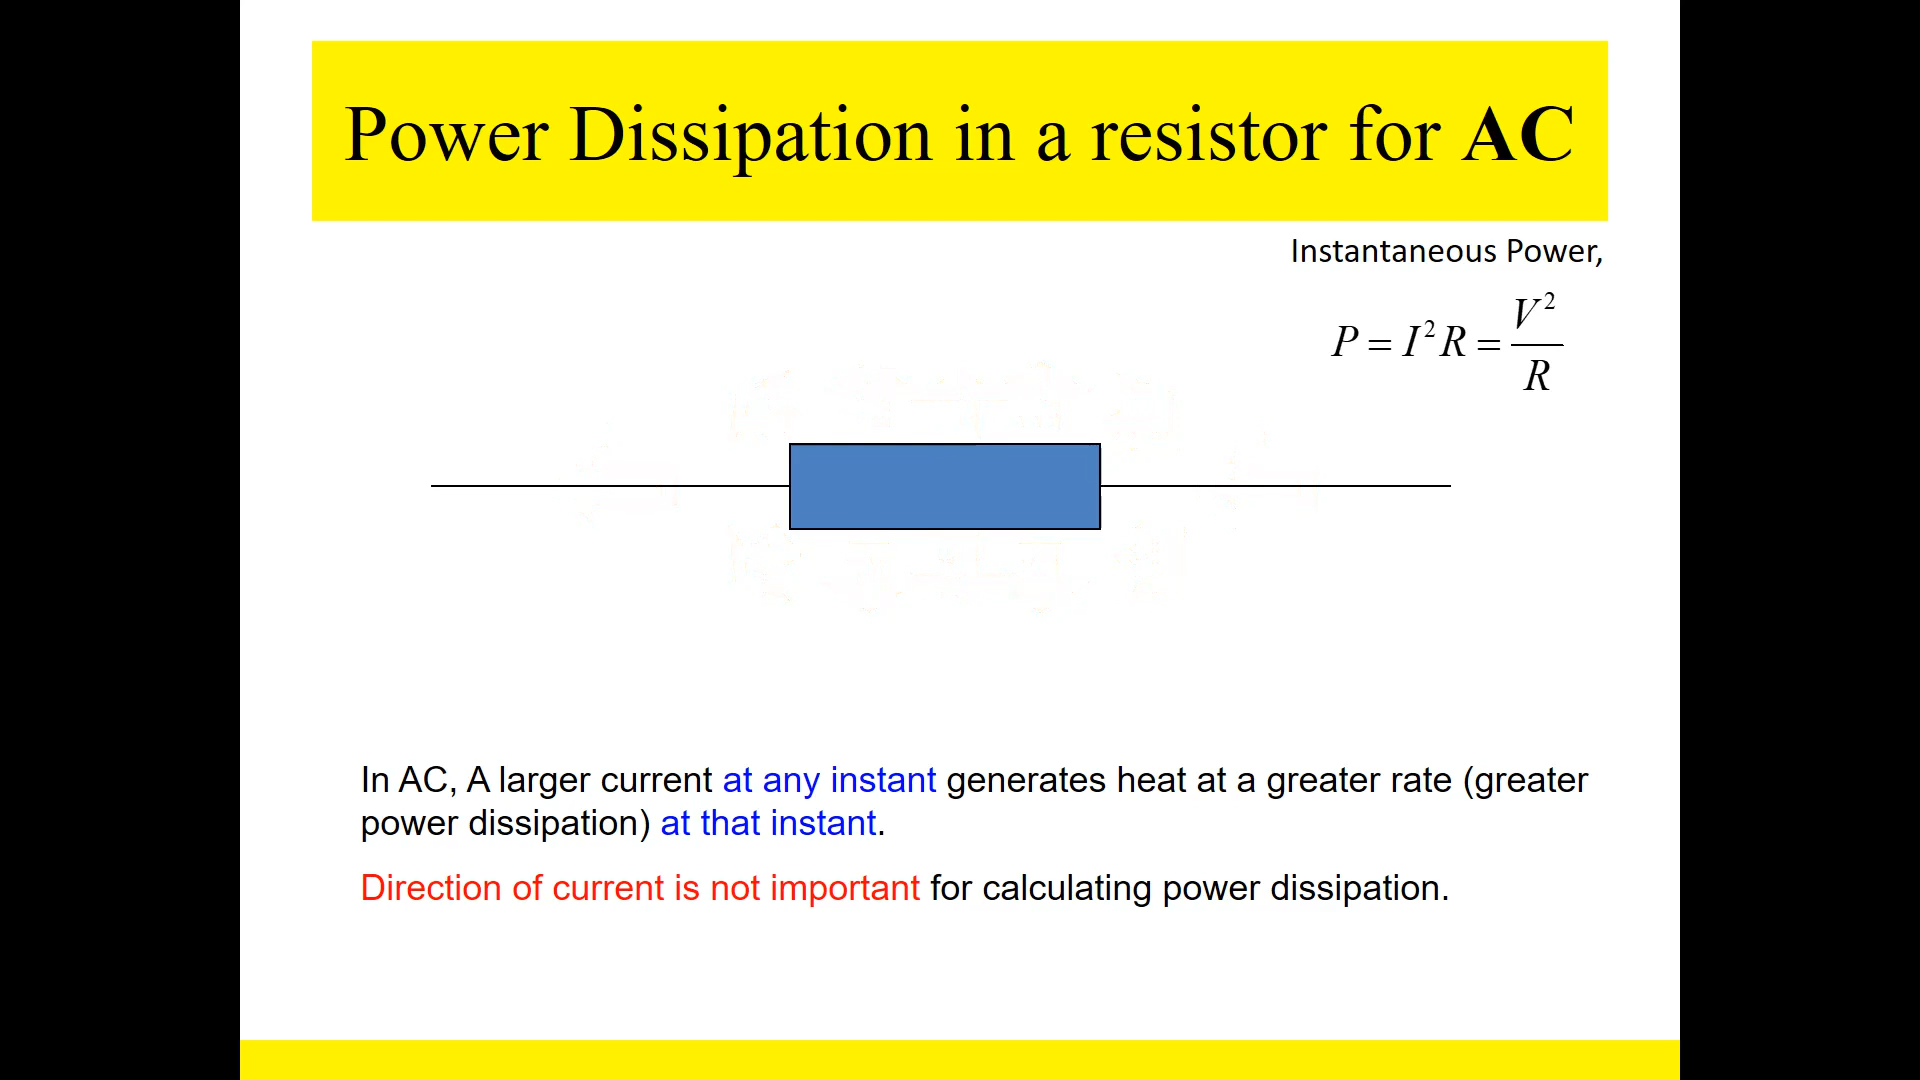 Power Dissipation in a resistor for AC
Instantaneous Power,
P = I²R = V²/R
In AC, A larger current at any instant generates heat at a greater rate (greater
power dissipation) at that instant.
Direction of current is not important for calculating power dissipation.